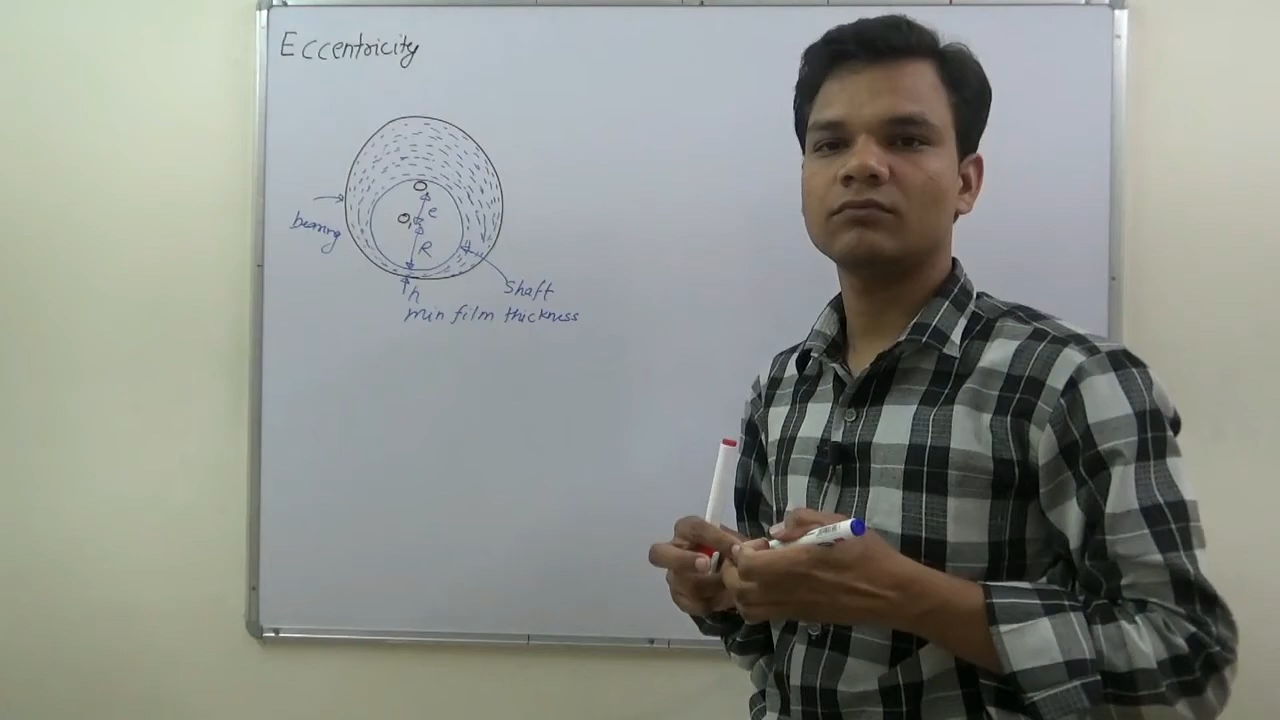 Eccentricity
O
e
O1
bearing
R
h
Shaft
min film thickness